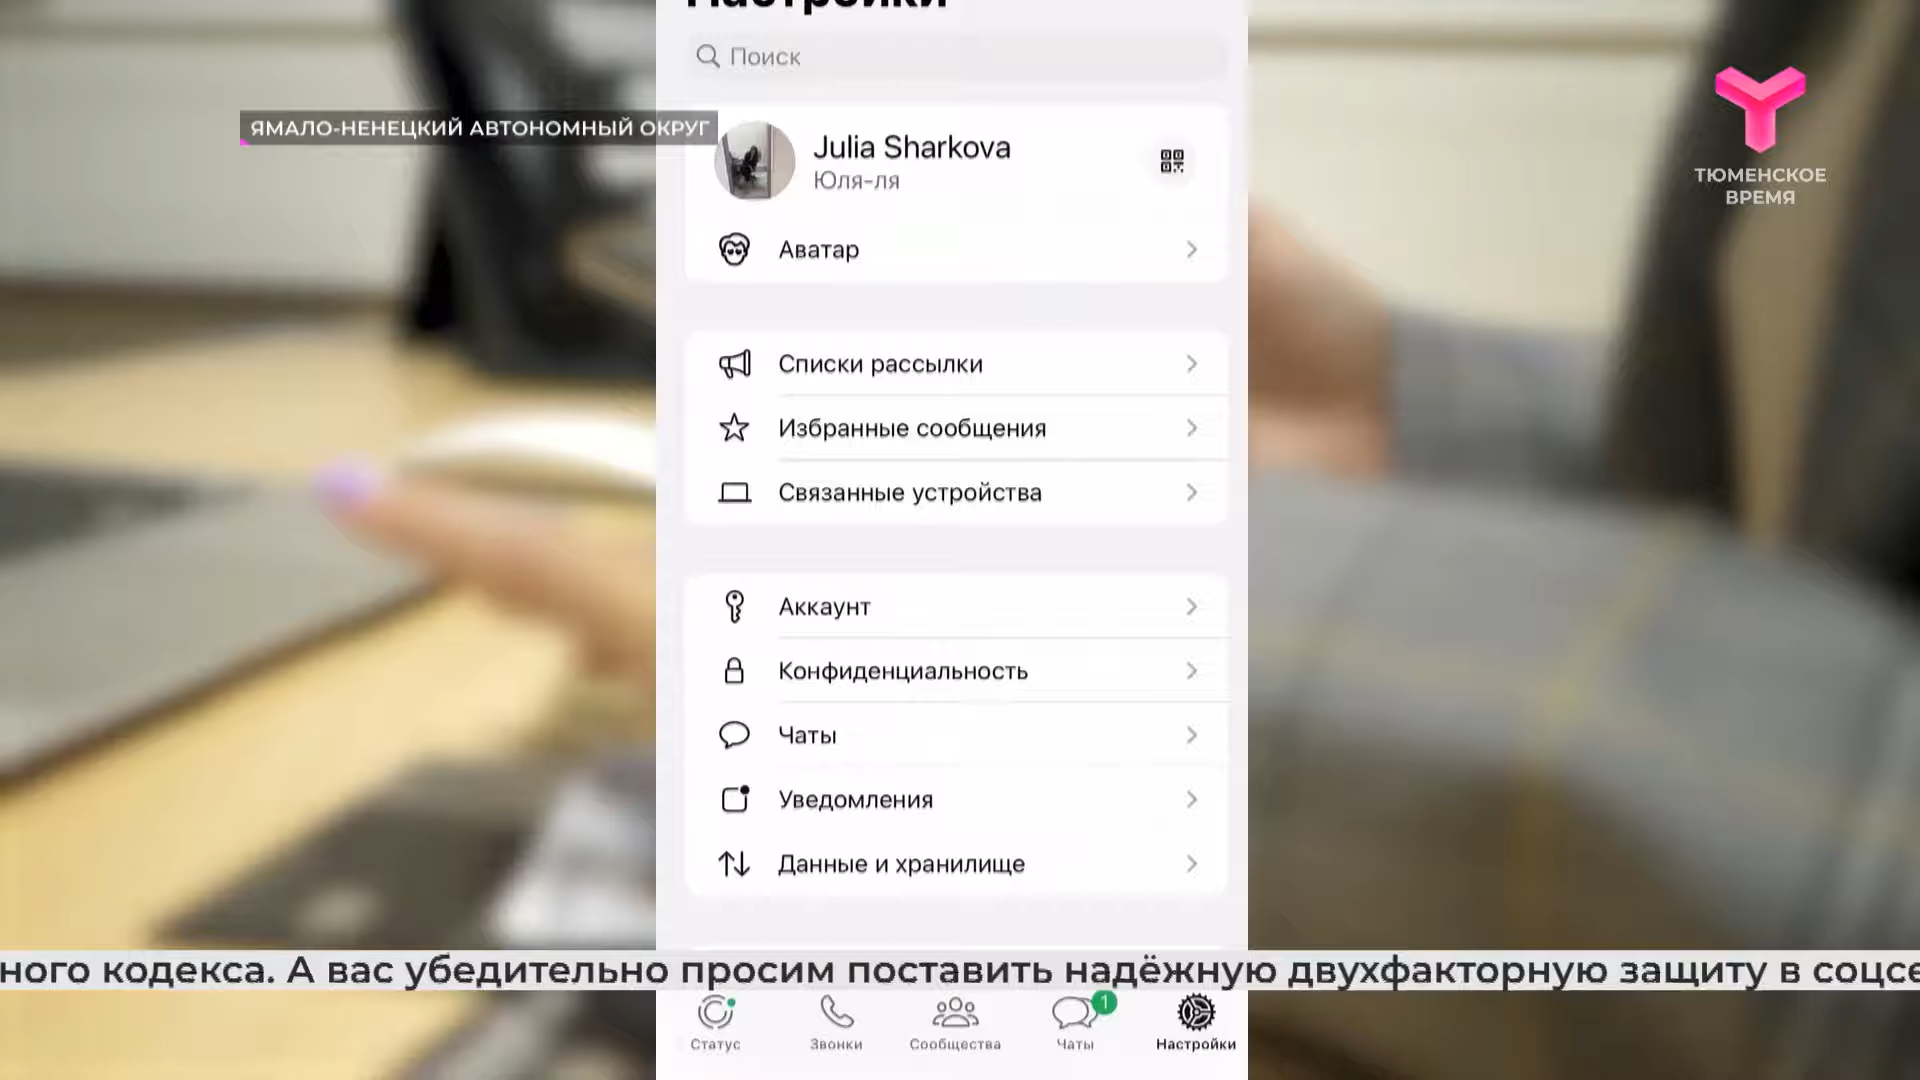 Настройки
Поиск
ЯМАЛО-НЕНЕЦКИЙ АВТОНОМНЫЙ ОКРУГ
Julia Sharkova
Юля-ля
ТЮМЕНСКОЕ
ВРЕМЯ
Аватар
Списки рассылки
Избранные сообщения
Связанные устройства
Аккаунт
Конфиденциальность
Чаты
Уведомления
Данные и хранилище
ного кодекса. А вас убедительно просим поставить надёжную двухфакторную защиту в соцсе
1
Статус
Звонки
Сообщества
Чаты
Настройки